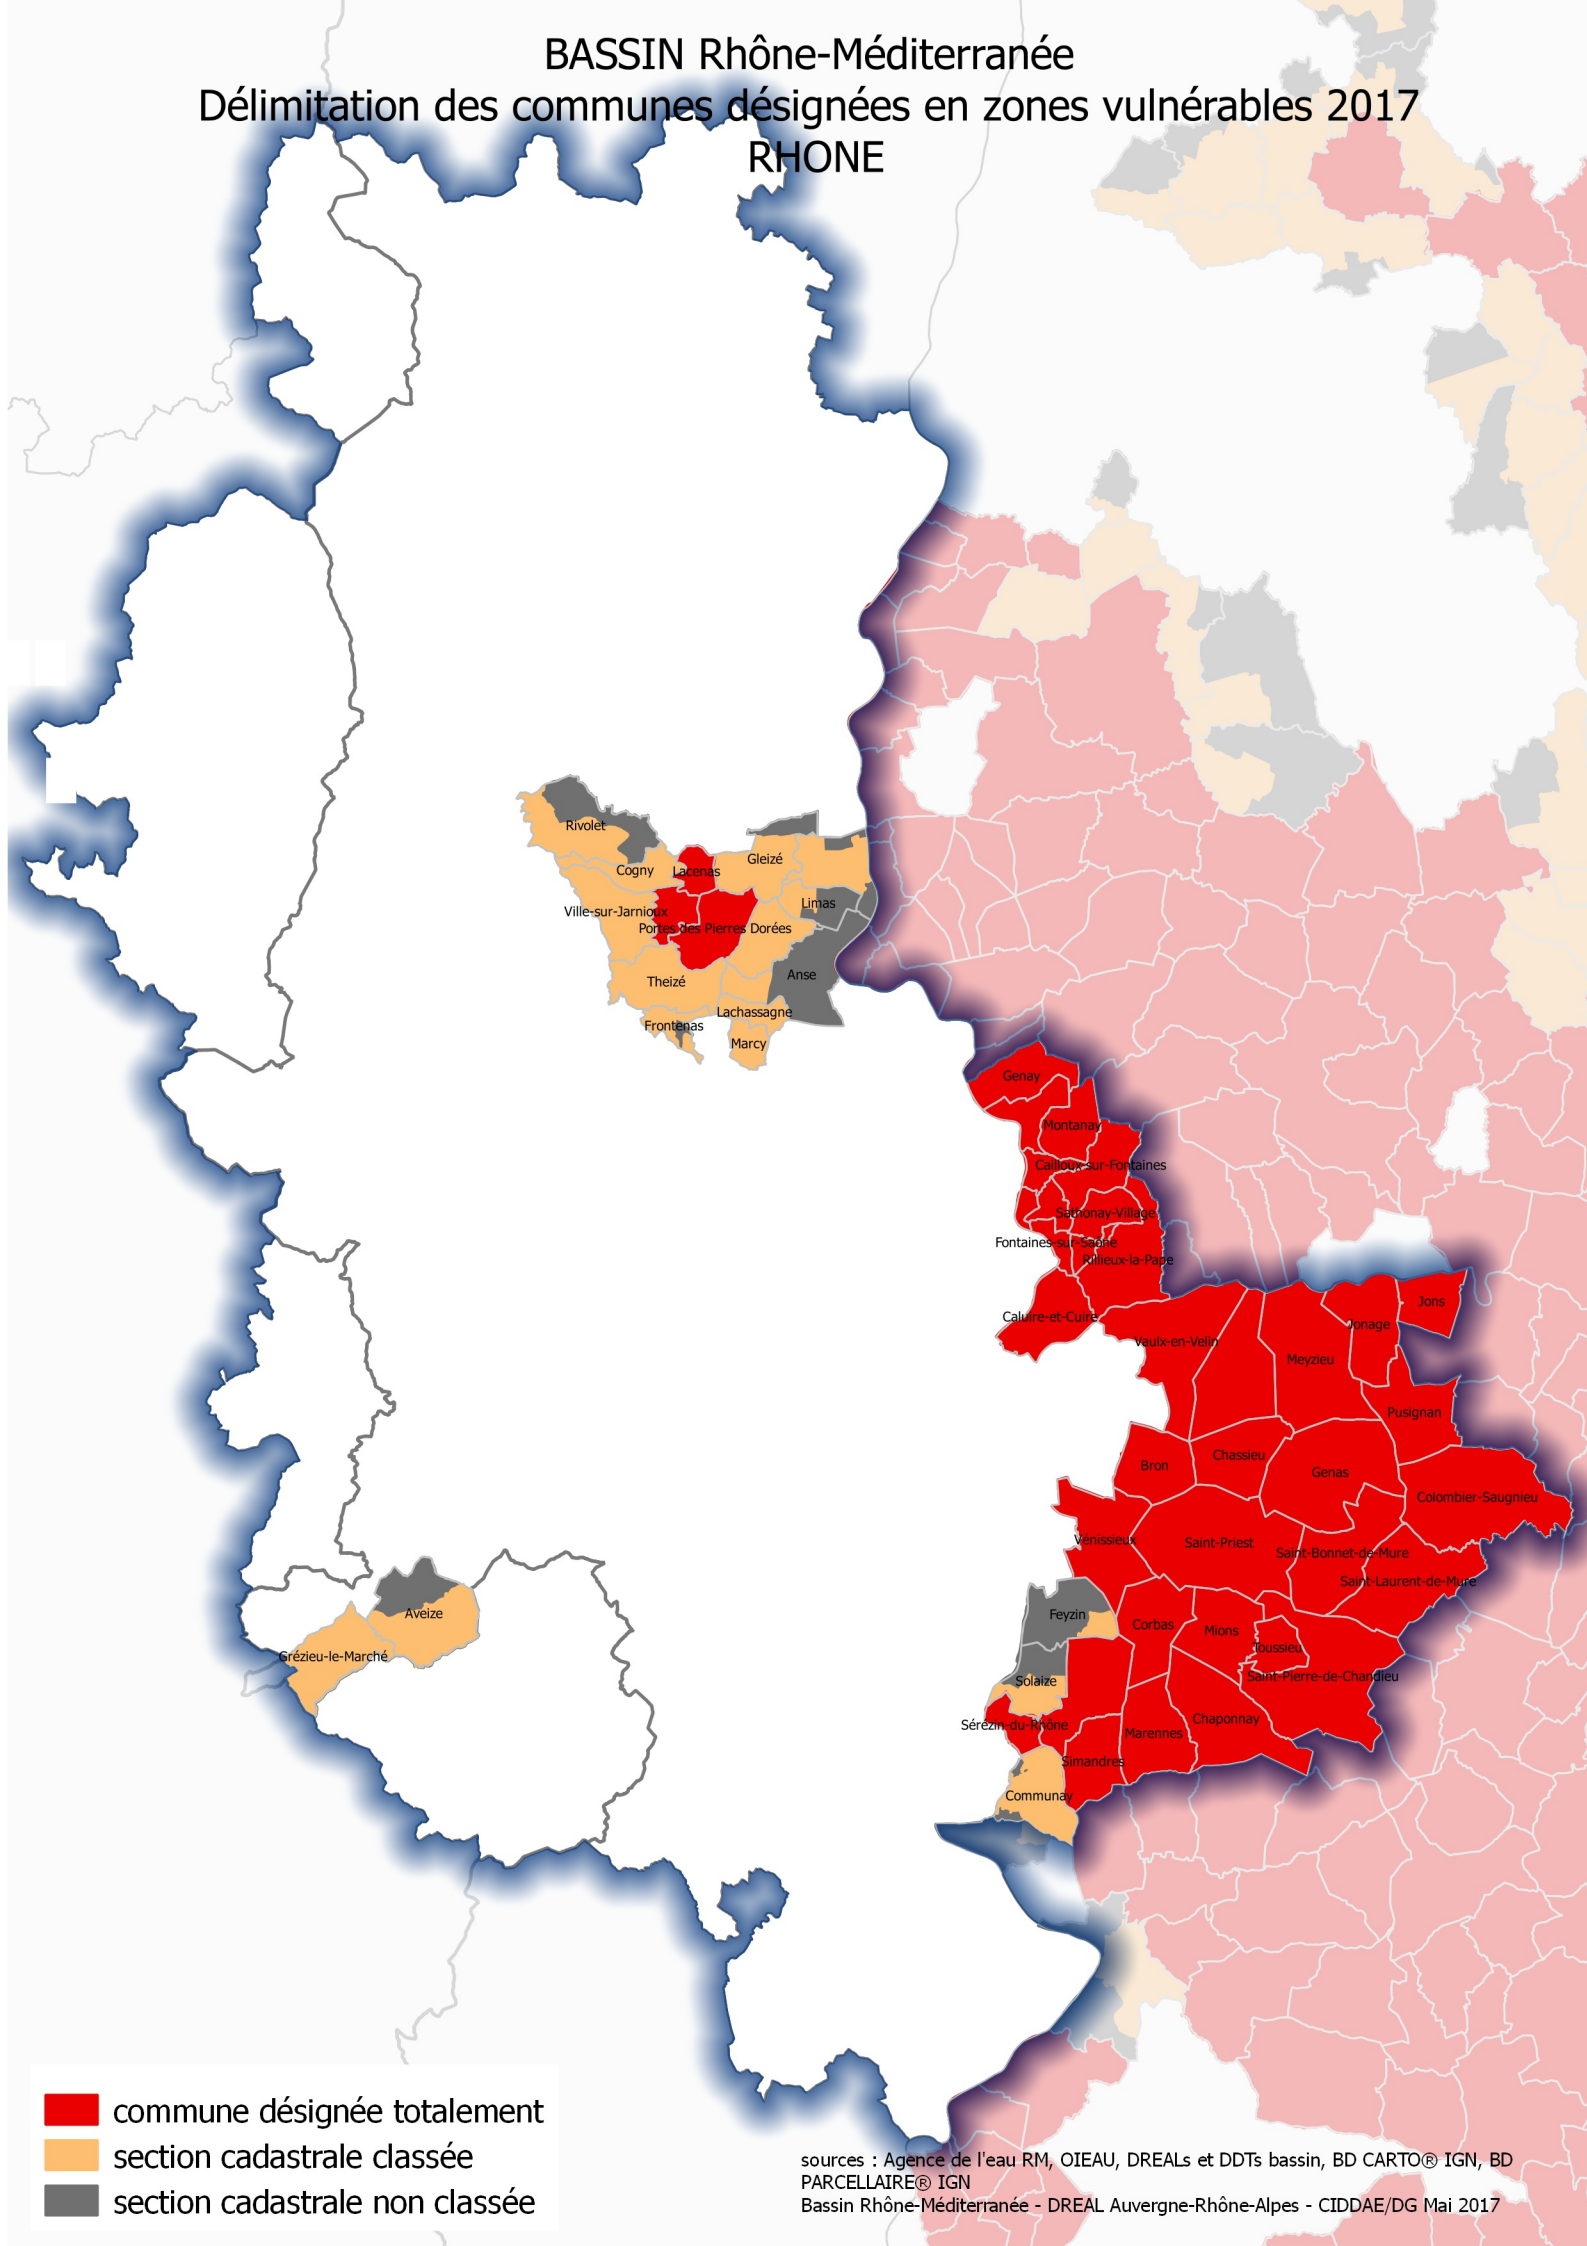 BASSIN Rhône-Méditerranée
Délimitation des communes désignées en zones vulnérables 2017
RHONE
Rivolet
Cogny
Lacenas
Gleizé
Ville-sur-Jarnioux
Limas
Portes des Pierres Dorées
Theizé
Anse
Lachassagne
Frontenas
Marcy
Genay
Montanay
Cailloux-sur-Fontaines
Sathonay-Village
Fontaines-sur-Saône
Rillieux-la-Pape
Caluire-et-Cuire
Vaulx-en-Velin
Jons
Jonage
Meyzieu
Pusignan
Chassieu
Bron
Genas
Colombier-Saugnieu
Vénissieux
Saint-Priest
Saint-Bonnet-de-Mure
Saint-Laurent-de-Mure
Feyzin
Corbas
Mions
Toussieu
Saint-Pierre-de-Chandieu
Solaize
Sérézin-du-Rhône
Marennes
Chaponnay
Simandres
Communay
Aveize
Grézieu-le-Marché
commune désignée totalement
section cadastrale classée
section cadastrale non classée
sources : Agence de l'eau RM, OIEAU, DREALs et DDTs bassin, BD CARTO® IGN, BD
PARCELLAIRE® IGN
Bassin Rhône-Méditerranée - DREAL Auvergne-Rhône-Alpes - CIDDAE/DG Mai 2017